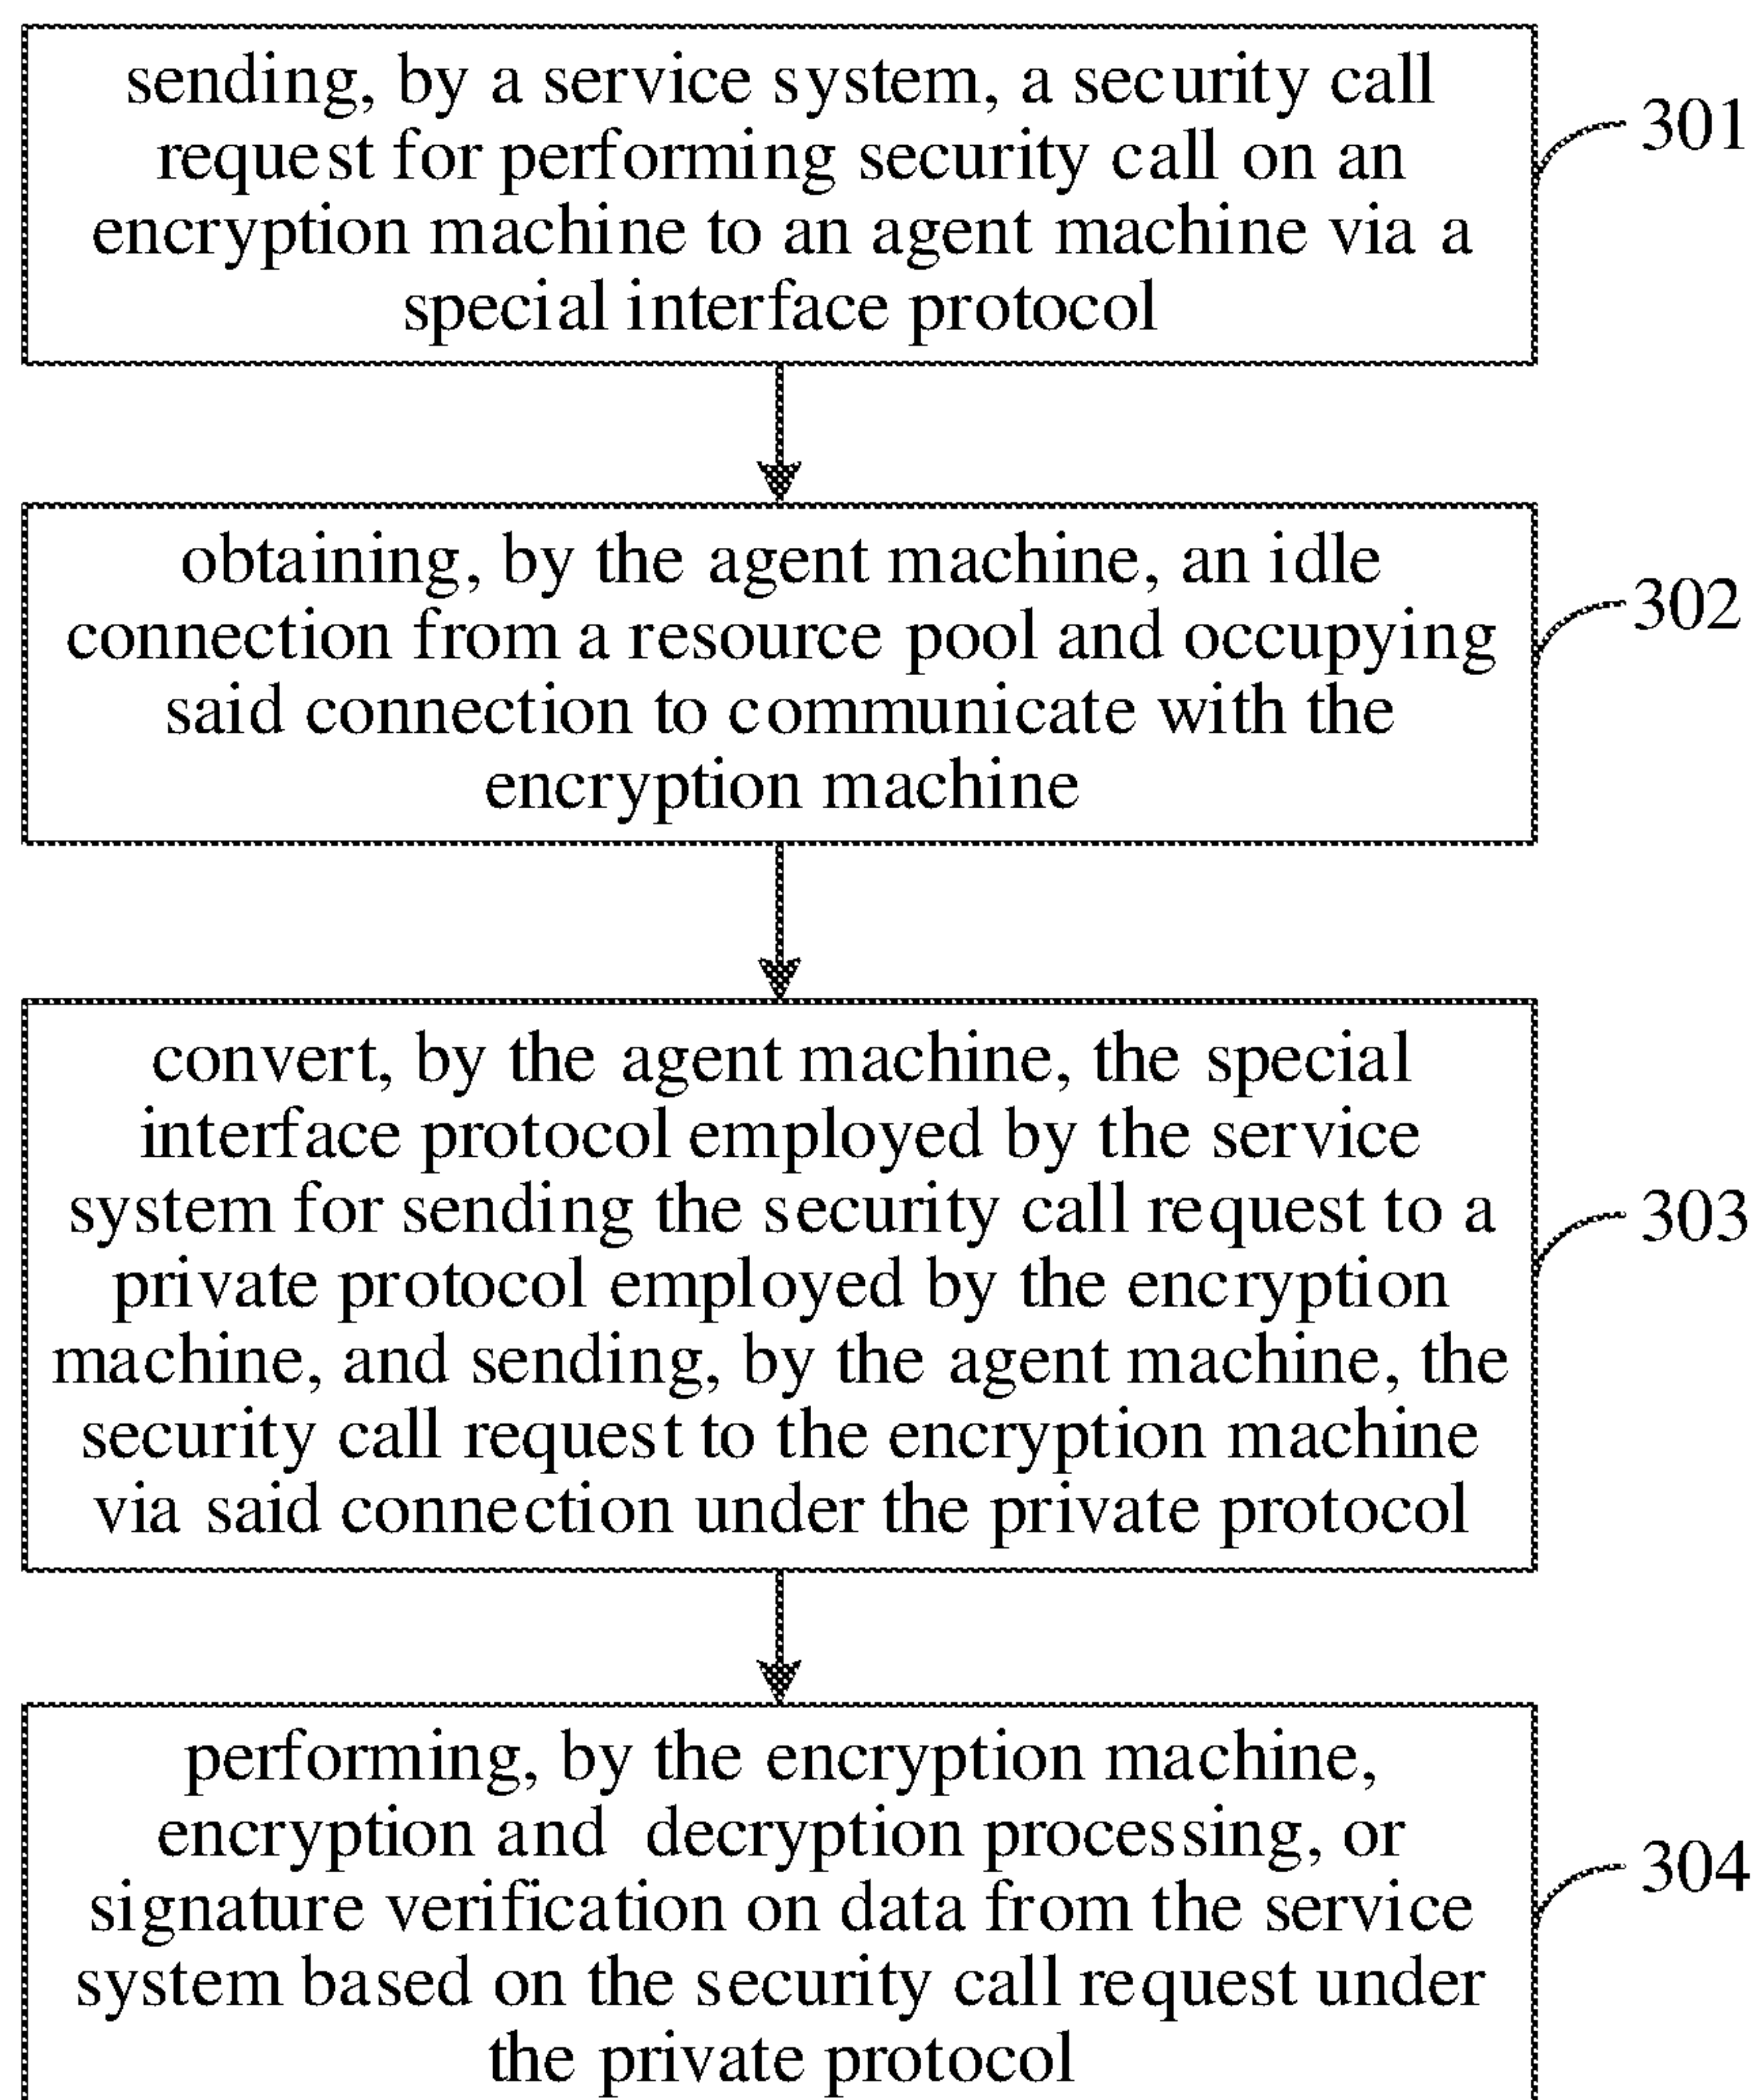 sending, by a service system, a security call
request for performing security call on an
encryption machine to an agent machine via a
special interface protocol
301
obtaining, by the agent machine, an idle
connection from a resource pool and occupying
said connection to communicate with the
encryption machine
302
convert, by the agent machine, the special
interface protocol employed by the service
system for sending the security call request to a
private protocol employed by the encryption
machine, and sending, by the agent machine, the
security call request to the encryption machine
via said connection under the private protocol
303
performing, by the encryption machine,
encryption and decryption processing, or
signature verification on data from the service
system based on the security call request under
the private protocol
304